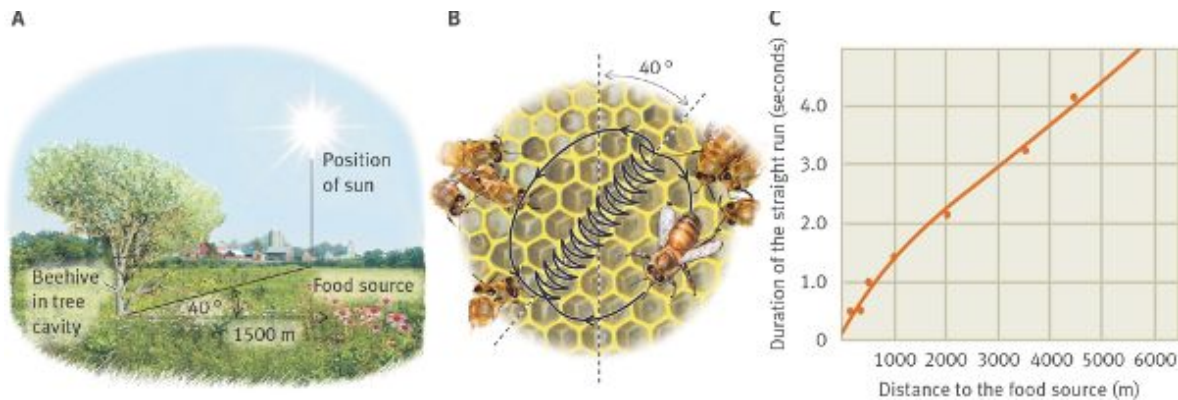 A
Position
of sun
Beehive
in tree
cavity
40°
Food source
1500 m
B
40°
C
Duration of the straight run (seconds)
4.0
3.0
2.0
1.0
0
1000 2000 3000 4000 5000 6000
Distance to the food source (m)